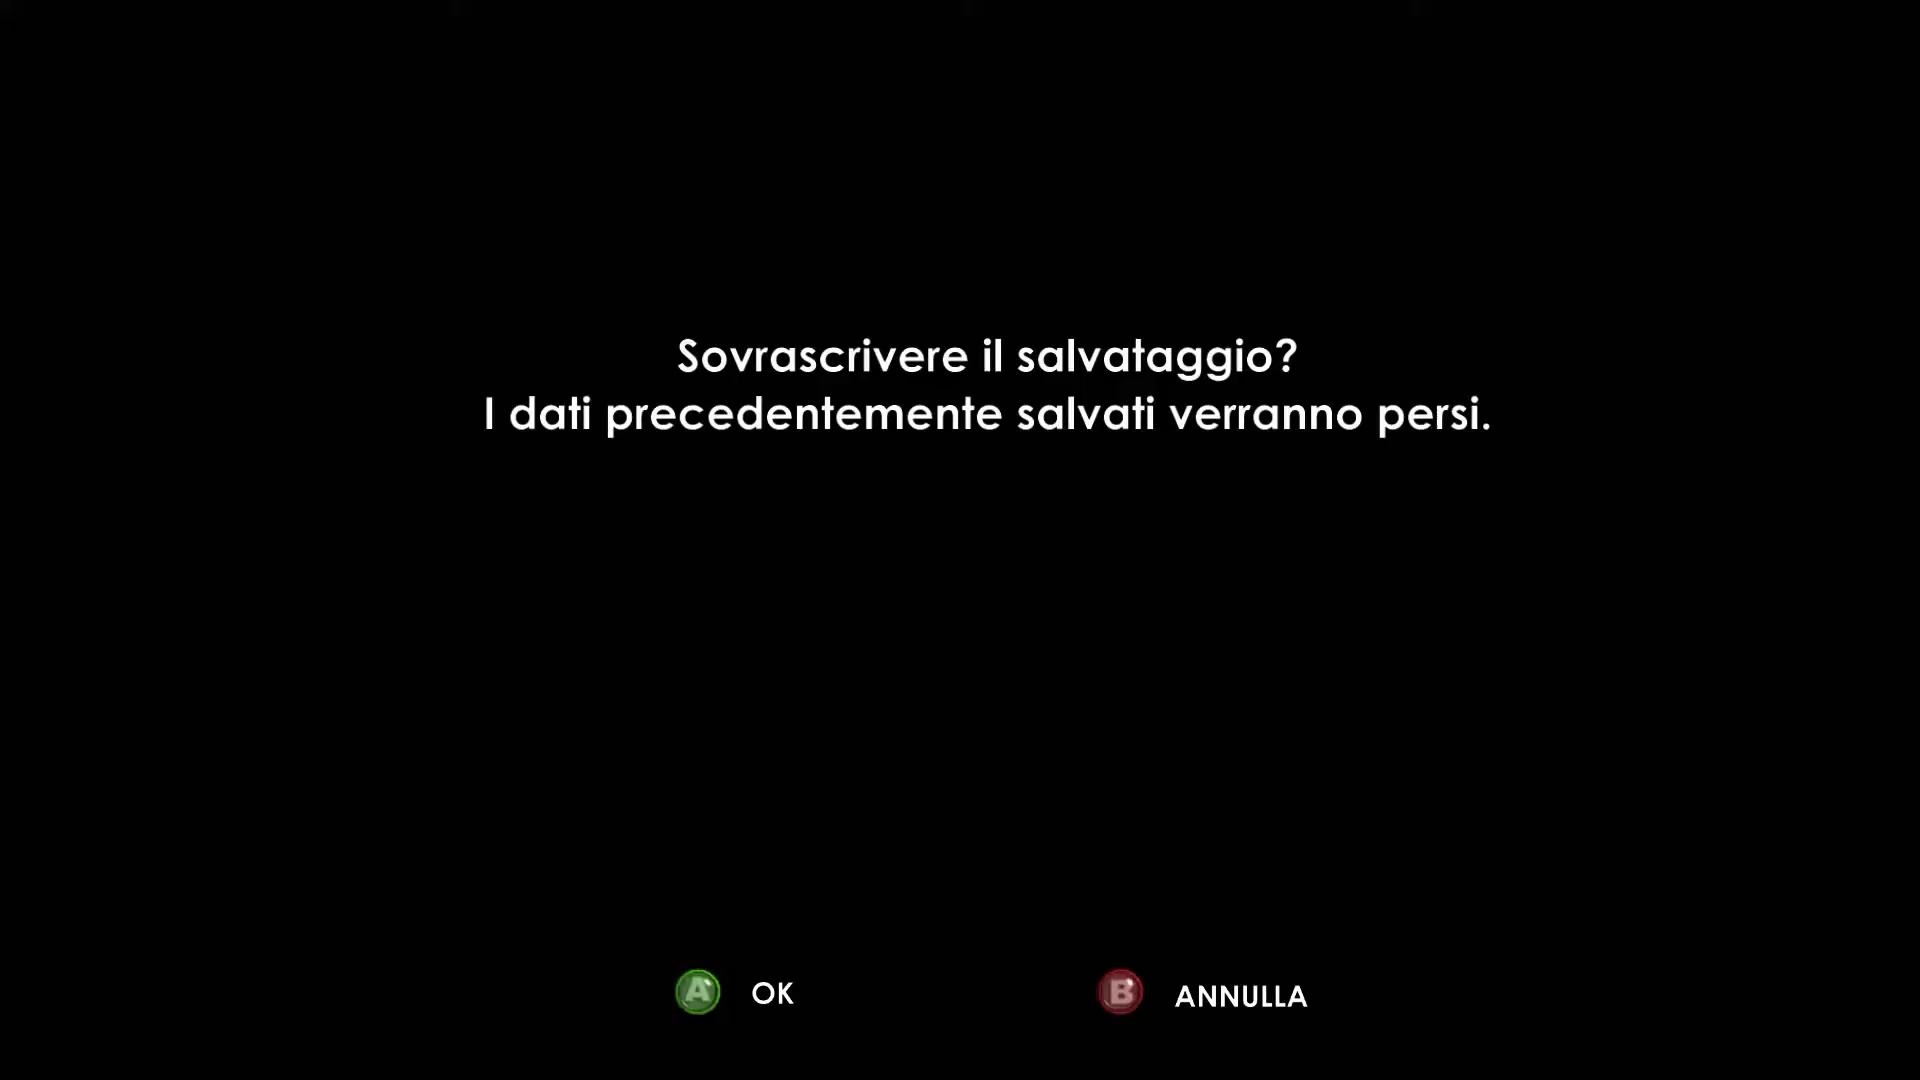 Sovrascrivere il salvataggio?
I dati precedentemente salvati verranno persi.
A OK B ANNULLA